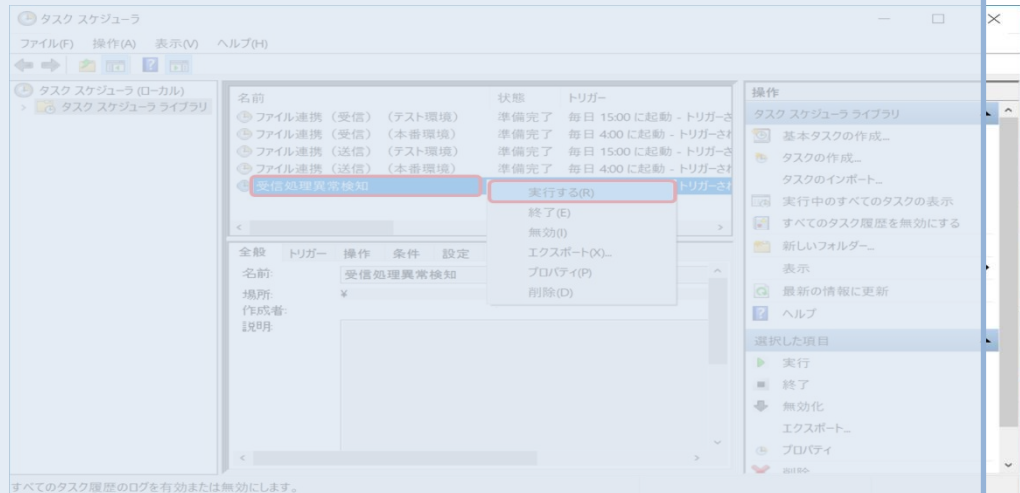 タスク スケジューラ
ファイル(F) 操作(A) 表示(V) ヘルプ(H)
タスク スケジューラ (ローカル)
タスク スケジューラ ライブラリ
名前 状態 トリガー
ファイル連携（受信）（テスト環境） 準備完了 毎日 15:00 に起動 - トリガーさ
ファイル連携（受信）（本番環境） 準備完了 毎日 4:00 に起動 - トリガーされ
ファイル連携（送信）（テスト環境） 準備完了 毎日 15:00 に起動 - トリガーさ
ファイル連携（送信）（本番環境） 準備完了 毎日 4:00 に起動 - トリガーされ
受信処理異常検知 トリガーされ
実行する(R)
終了(E)
無効(I)
エクスポート(X)...
プロパティ(P)
削除(D)
全般 トリガー 操作 条件 設定
名前: 受信処理異常検知
場所: ¥
作成者:
説明:
操作
タスク スケジューラ ライブラリ
基本タスクの作成...
タスクの作成...
タスクのインポート...
実行中のすべてのタスクの表示
すべてのタスク履歴を無効にする
新しいフォルダー...
表示
最新の情報に更新
ヘルプ
選択した項目
実行
終了
無効化
エクスポート...
プロパティ
削除
すべてのタスク履歴のログを有効または無効にします。